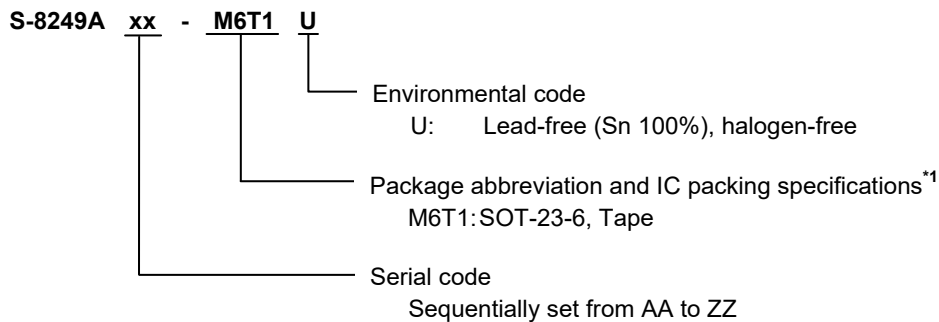 S-8249A xx - M6T1 U
Environmental code
U: Lead-free (Sn 100%), halogen-free
Package abbreviation and IC packing specifications*1
M6T1: SOT-23-6, Tape
Serial code
Sequentially set from AA to ZZ